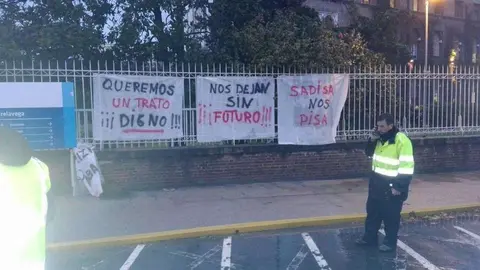 QUEREMOS
UN TRATO
¡¡¡ DIGNO !!!
NOS DEJAN
SIN
¡¡¡ FUTURO !!!
SADISA
NOS
PISA